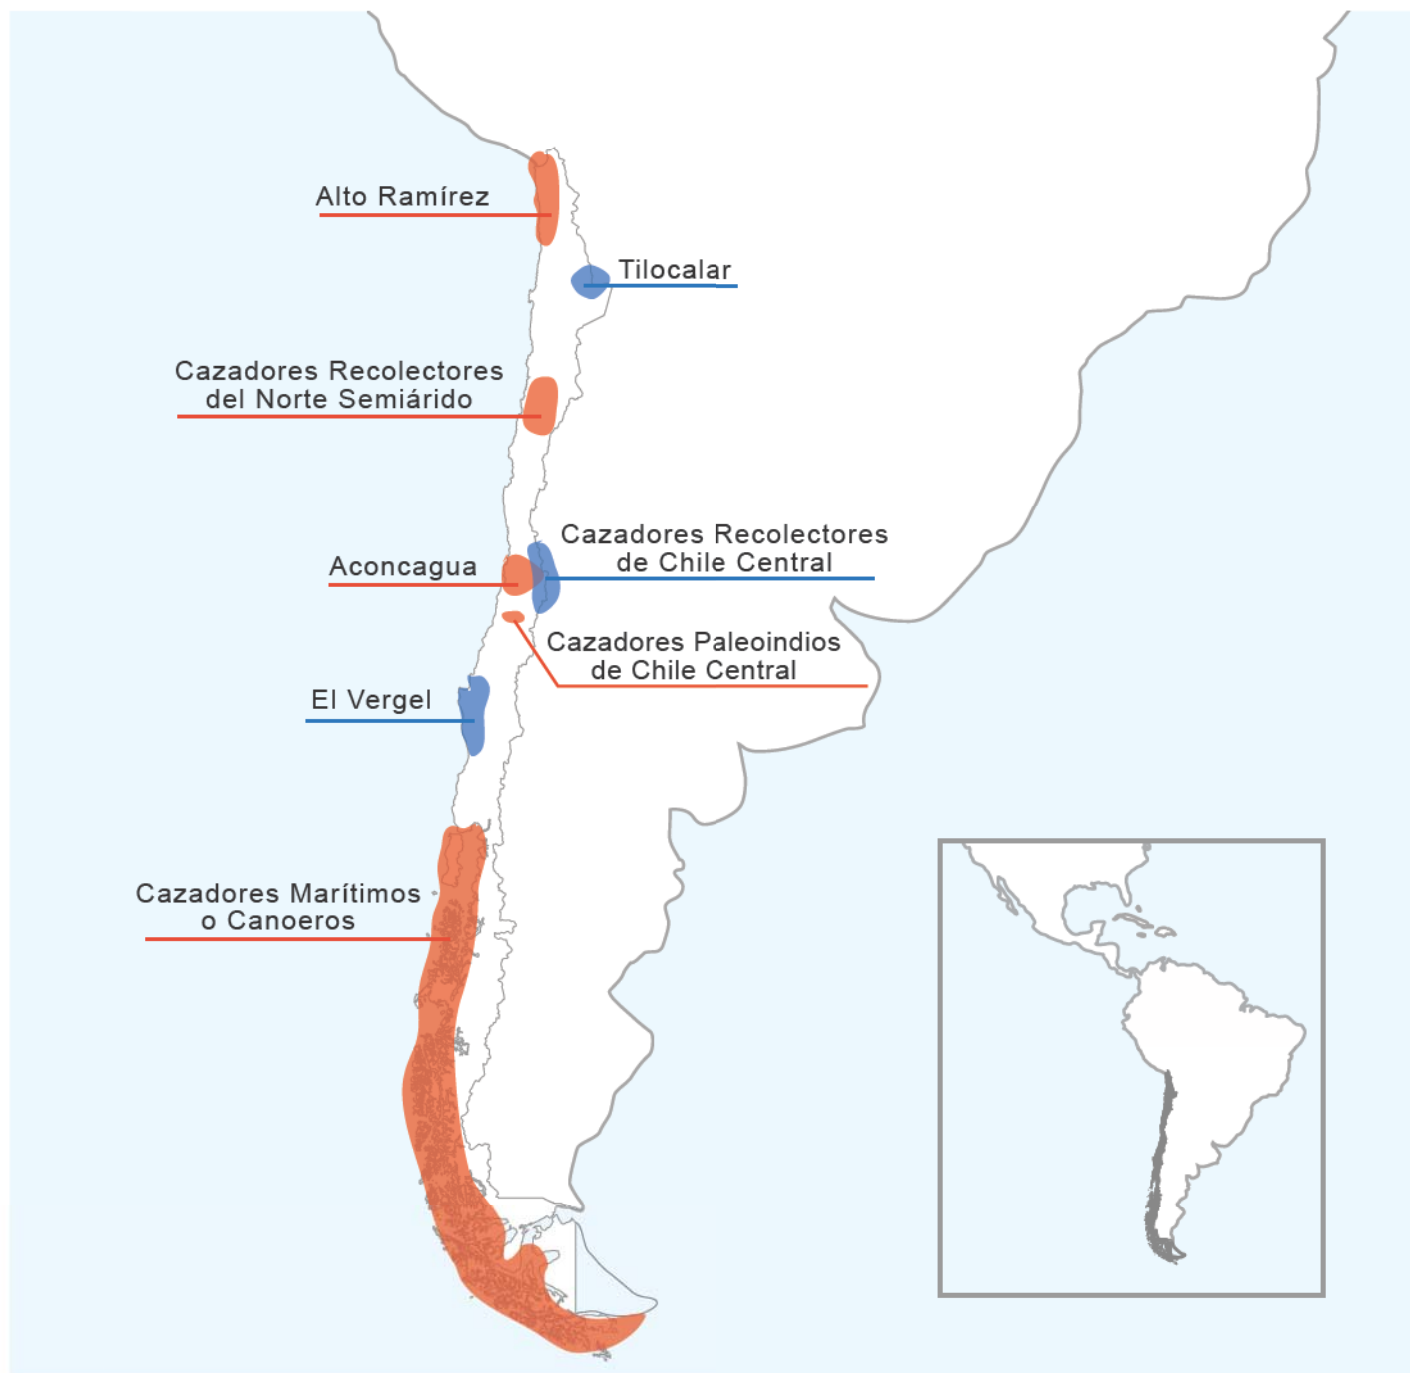 Alto Ramírez
Tilocalar
Cazadores Recolectores
del Norte Semiárido
Cazadores Recolectores
de Chile Central
Aconcagua
Cazadores Paleoindios
de Chile Central
El Vergel
Cazadores Marítimos
o Canoeros